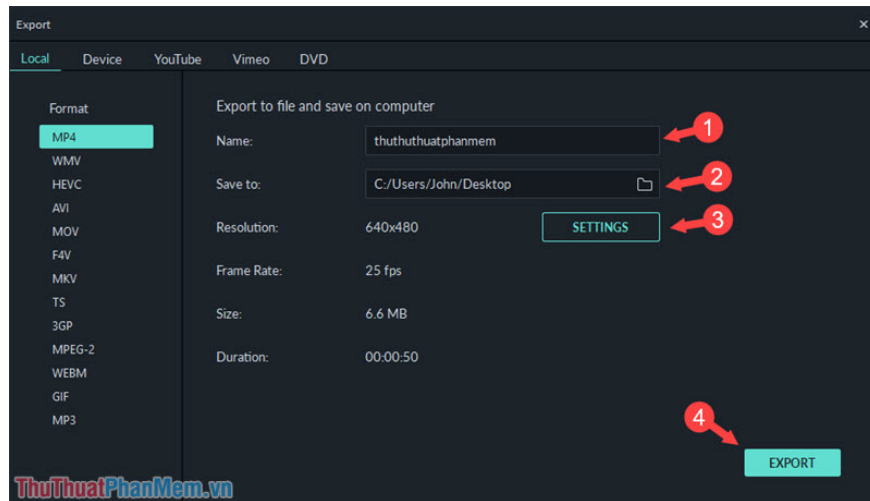 Export
Local Device YouTube Vimeo DVD
Format
MP4
WMV
HEVC
AVI
MOV
F4V
MKV
TS
3GP
MPEG-2
WEBM
GIF
MP3
Export to file and save on computer
Name: thuthuthuatphanmem 1
Save to: C:/Users/John/Desktop 2
Resolution: 640x480 SETTINGS 3
Frame Rate: 25 fps
Size: 6.6 MB
Duration: 00:00:50
4
EXPORT
ThuThuatPhanMem.vn